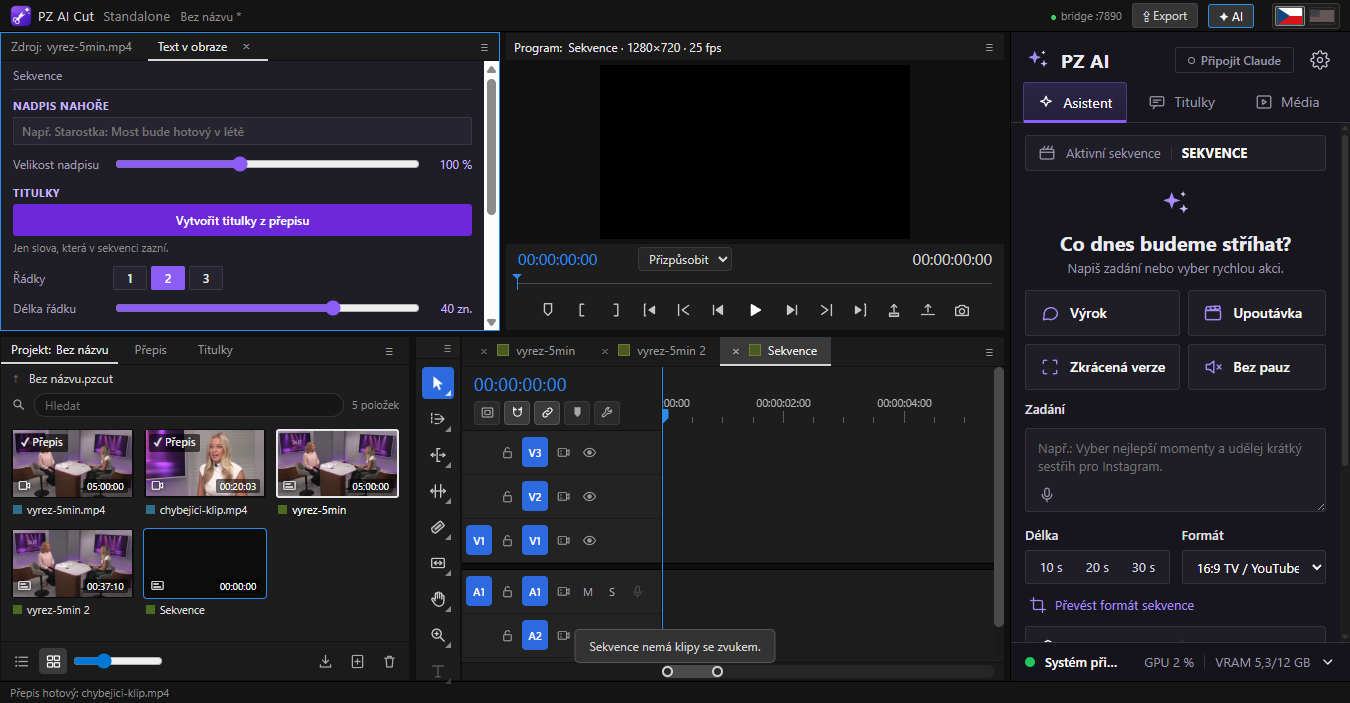 PZ AI Cut Standalone Bez názvu *
bridge :7890 Export AI
Zdroj: vyrez-5min.mp4 Text v obraze
Sekvence
NADPIS NAHOŘE
Např. Starostka: Most bude hotový v létě
Velikost nadpisu 100 %
TITULKY
Vytvořit titulky z přepisu
Jen slova, která v sekvenci zazní.
Řádky 1 2 3
Délka řádku 40 zn.
Program: Sekvence · 1280×720 · 25 fps
00:00:00:00 Přizpůsobit 00:00:00:00
Projekt: Bez názvu Přepis Titulky
Bez názvu.pzcut
Hledat 5 položek
Přepis 05:00:00
vyrez-5min.mp4
Přepis 00:20:03
chybejici-klip.mp4
05:00:00
vyrez-5min
00:37:10
vyrez-5min 2
00:00:00
Sekvence
vyrez-5min vyrez-5min 2 Sekvence
00:00:00:00
00:00 00:00:02:00 00:00:04:00
V3
V2
V1 V1
A1 A1 M S
A2
Sekvence nemá klipy se zvukem.
PZ AI Připojit Claude
Asistent Titulky Média
Aktivní sekvence SEKVENCE
Co dnes budeme stříhat?
Napiš zadání nebo vyber rychlou akci.
Výrok Upoutávka
Zkrácená verze Bez pauz
Zadání
Např.: Vyber nejlepší momenty a udělej krátký
sestřih pro Instagram.
Délka Formát
10 s 20 s 30 s 16:9 TV / YouTube
Převést formát sekvence
Systém při... GPU 2 % VRAM 5,3/12 GB
Přepis hotový: chybejici-klip.mp4